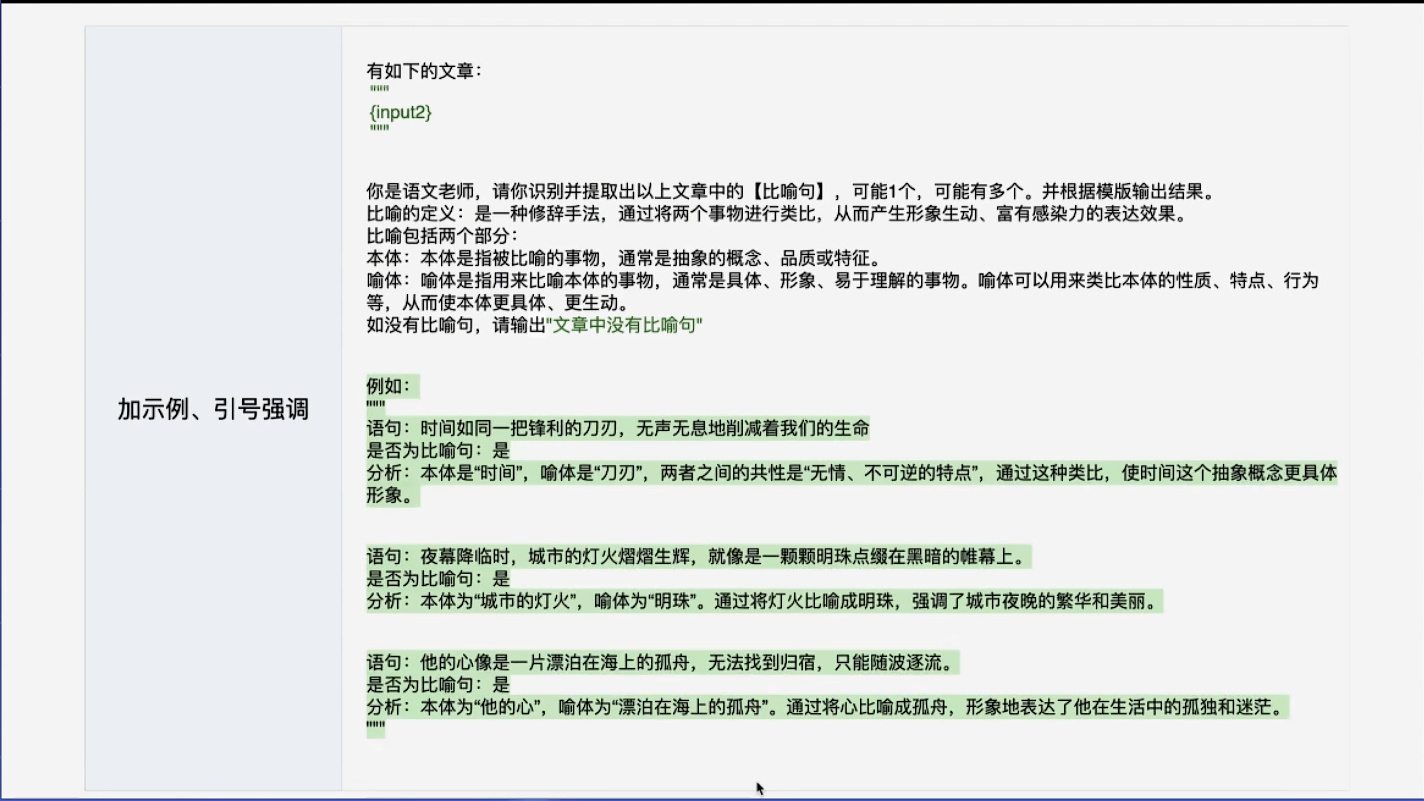 加示例、引号强调
有如下的文章：
"""
{input2}
"""
你是语文老师，请你识别并提取出以上文章中的【比喻句】，可能1个，可能有多个。并根据模版输出结果。
比喻的定义：是一种修辞手法，通过将两个事物进行类比，从而产生形象生动、富有感染力的表达效果。
比喻包括两个部分：
本体：本体是指被比喻的事物，通常是抽象的概念、品质或特征。
喻体：喻体是指用来比喻本体的事物，通常是具体、形象、易于理解的事物。喻体可以用来类比本体的性质、特点、行为
等，从而使本体更具体、更生动。
如没有比喻句，请输出"文章中没有比喻句"
例如：
"""
语句：时间如同一把锋利的刀刃，无声无息地削减着我们的生命
是否为比喻句：是
分析：本体是“时间”，喻体是“刀刃”，两者之间的共性是“无情、不可逆的特点”，通过这种类比，使时间这个抽象概念更具体
形象。
语句：夜幕降临时，城市的灯火熠熠生辉，就像是一颗颗明珠点缀在黑暗的帷幕上。
是否为比喻句：是
分析：本体为“城市的灯火”，喻体为“明珠”。通过将灯火比喻成明珠，强调了城市夜晚的繁华和美丽。
语句：他的心像是一片漂泊在海上的孤舟，无法找到归宿，只能随波逐流。
是否为比喻句：是
分析：本体为“他的心”，喻体为“漂泊在海上的孤舟”。通过将心比喻成孤舟，形象地表达了他在生活中的孤独和迷茫。
"""